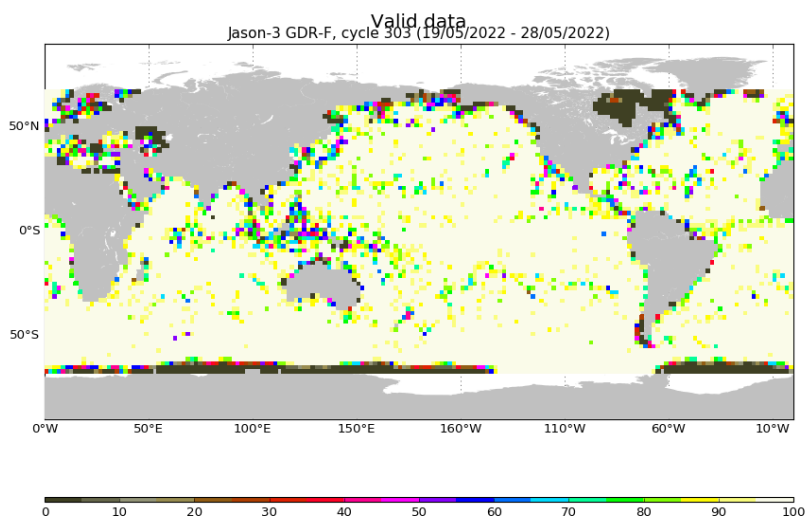 Valid data
Jason-3 GDR-F, cycle 303 (19/05/2022 - 28/05/2022)
50°N
0°S
50°S
0°W 50°E 100°E 150°E 160°W 110°W 60°W 10°W
0 10 20 30 40 50 60 70 80 90 100